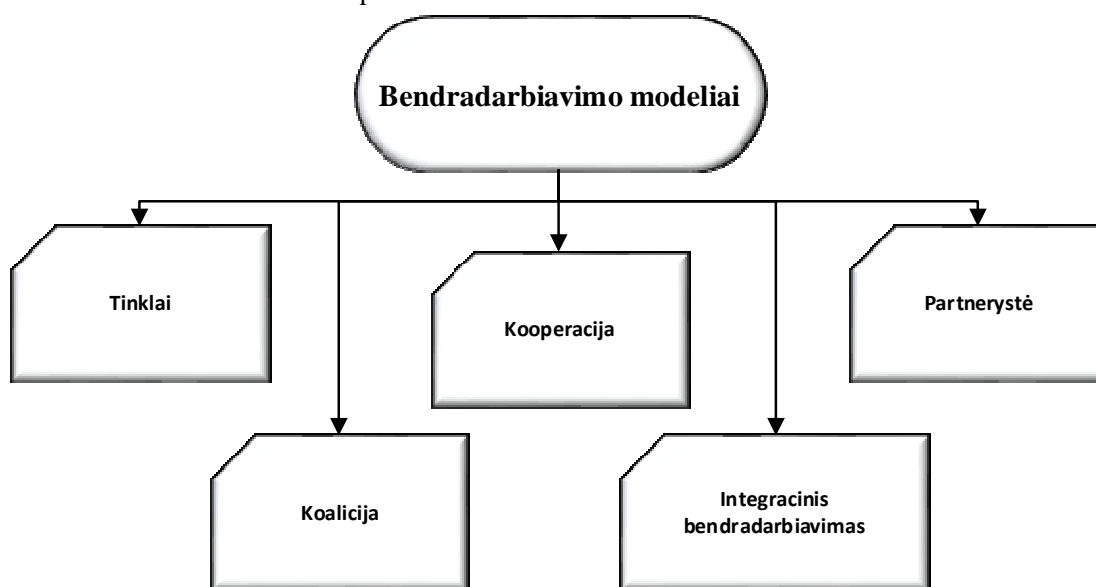 Bendradarbiavimo modeliai
Tinklai
Kooperacija
Partnerystė
Koalicija
Integracinis
bendradarbiavimas